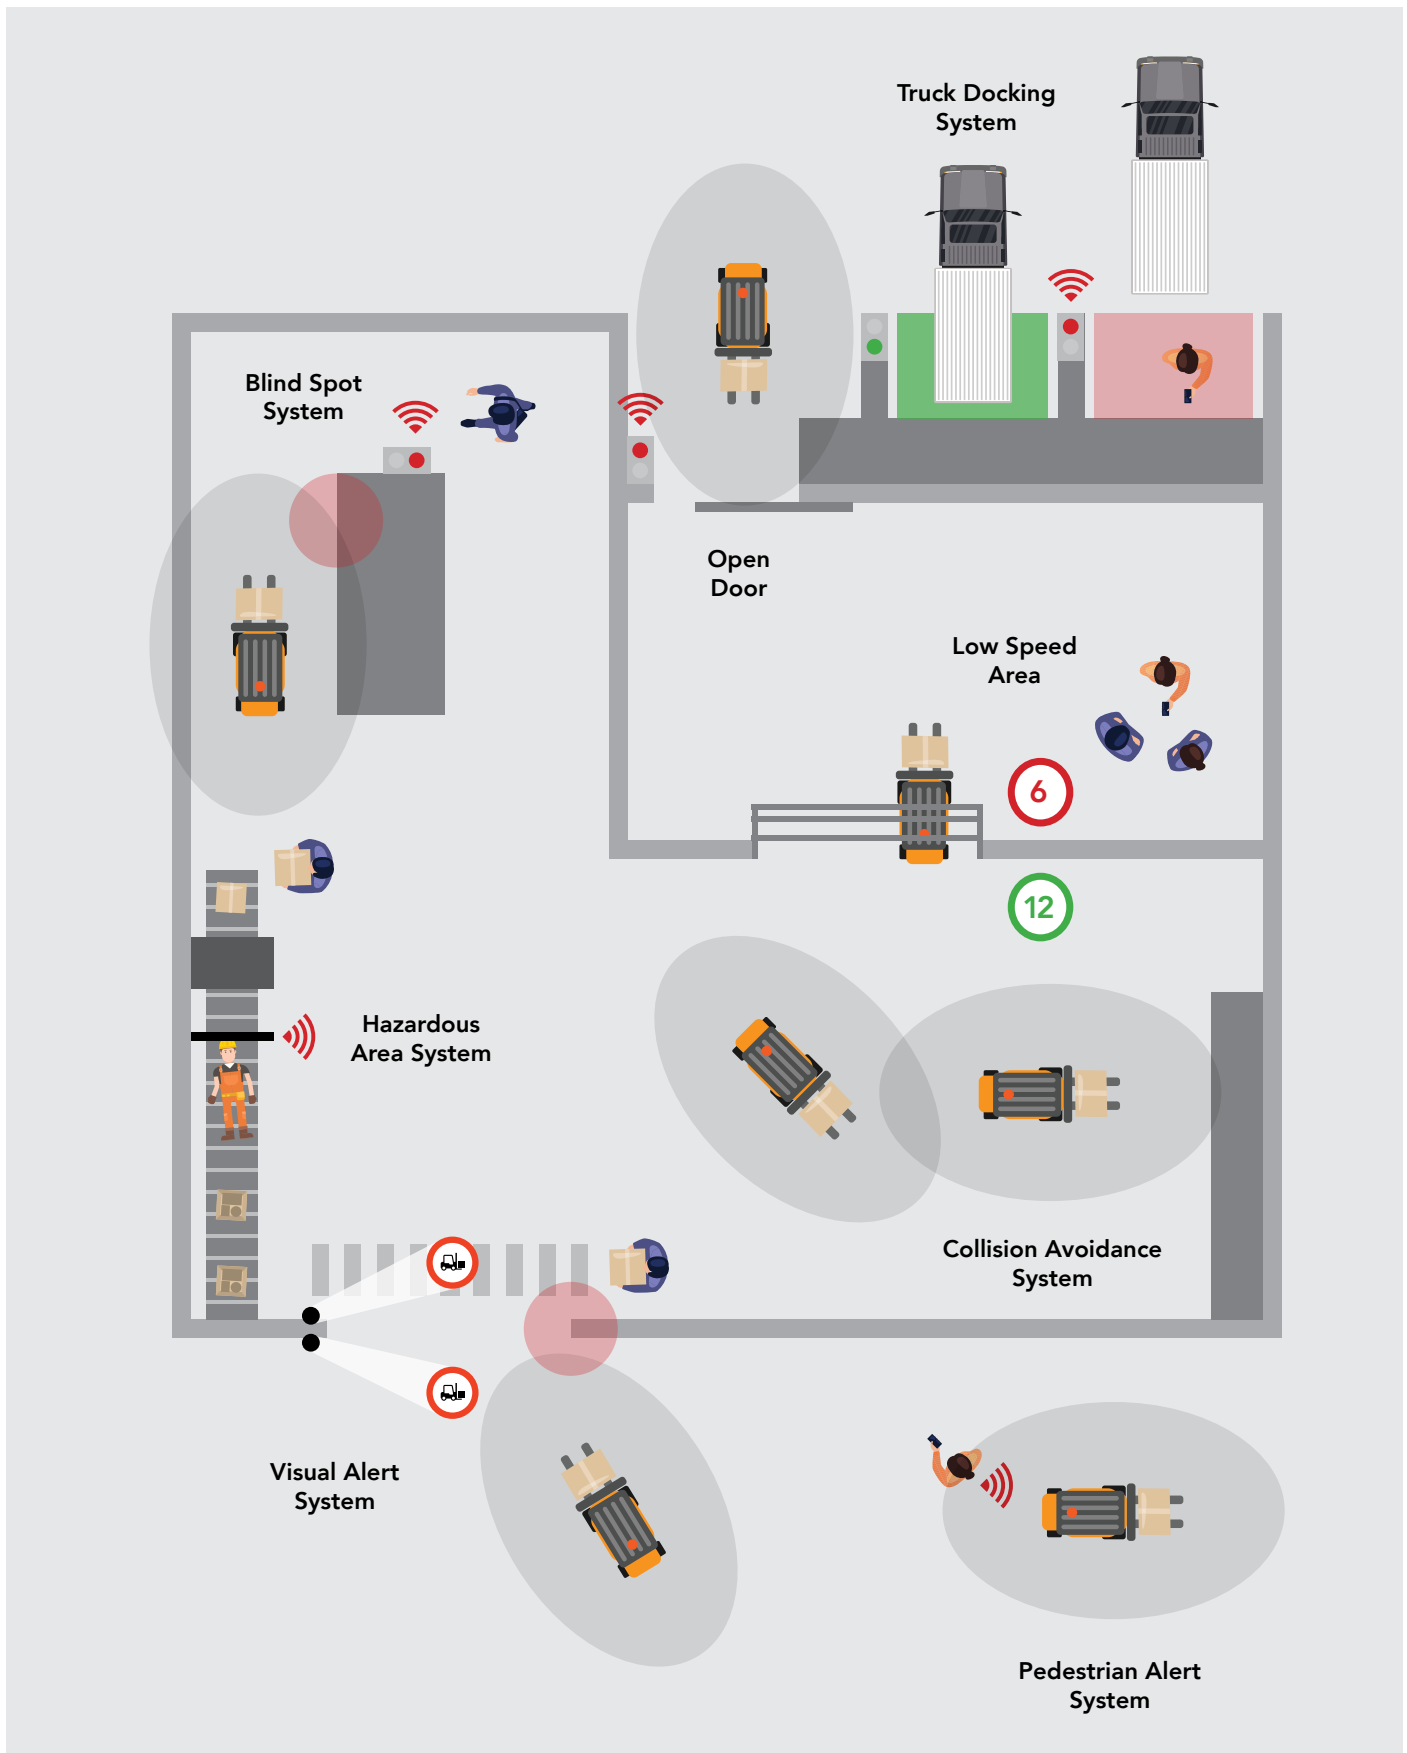 Truck Docking
System
Blind Spot
System
Open
Door
Low Speed
Area
6
12
Hazardous
Area System
Collision Avoidance
System
Visual Alert
System
Pedestrian Alert
System